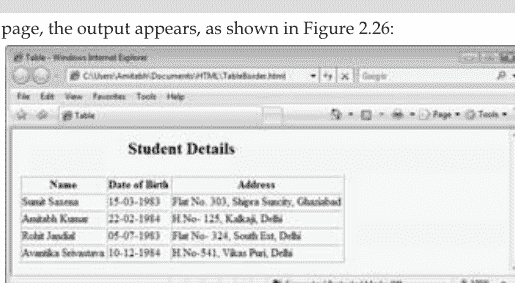 page, the output appears, as shown in Figure 2.26:
Table - Windows Internet Explorer
C:\Users\Amitabh\Documents\HTML\TableBorder.html Google
File Edit View Favorites Tools Help
Table Page Tools
Student Details
Name Date of Birth Address
Sumit Saxena 15-03-1983 Flat No. 303, Shipra Suncity, Ghaziabad
Amitabh Kumar 22-02-1984 H.No- 125, Kalkaji, Delhi
Rohit Jandial 05-07-1983 Flat No- 324, South Ext, Delhi
Avantika Srivastava 10-12-1984 H.No-541, Vikas Puri, Delhi